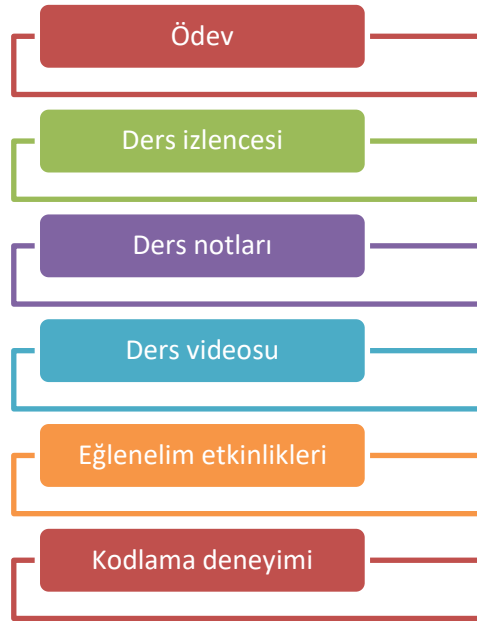 Ödev
Ders izlencesi
Ders notları
Ders videosu
Eğlenelim etkinlikleri
Kodlama deneyimi